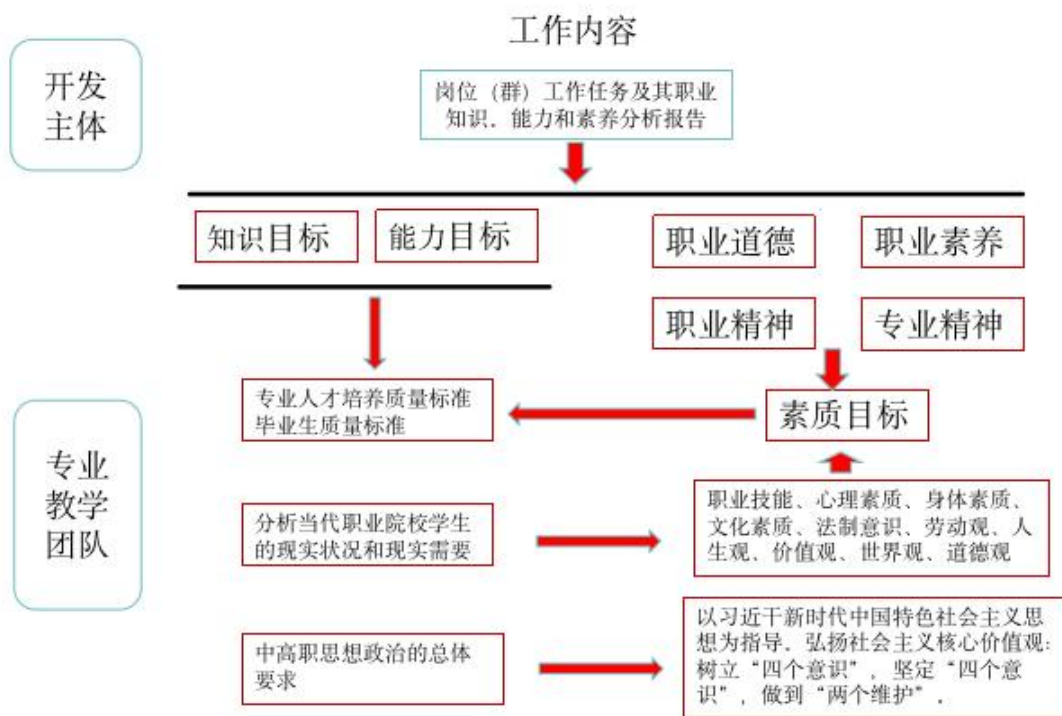 工作内容
开发
主体
岗位（群）工作任务及其职业
知识、能力和素养分析报告
知识目标
能力目标
职业道德
职业素养
职业精神
专业精神
专业
教学
团队
专业人才培养质量标准
毕业生质量标准
素质目标
分析当代职业院校学生
的现实状况和现实需要
职业技能、心理素质、身体素质、
文化素质、法制意识、劳动观、人
生观、价值观、世界观、道德观
中高职思想政治的总体
要求
以习近干新时代中国特色社会主义思
想为指导．弘扬社会主义核心价值观：
树立“四个意识”，坚定“四个意
识”，做到“两个维护”．